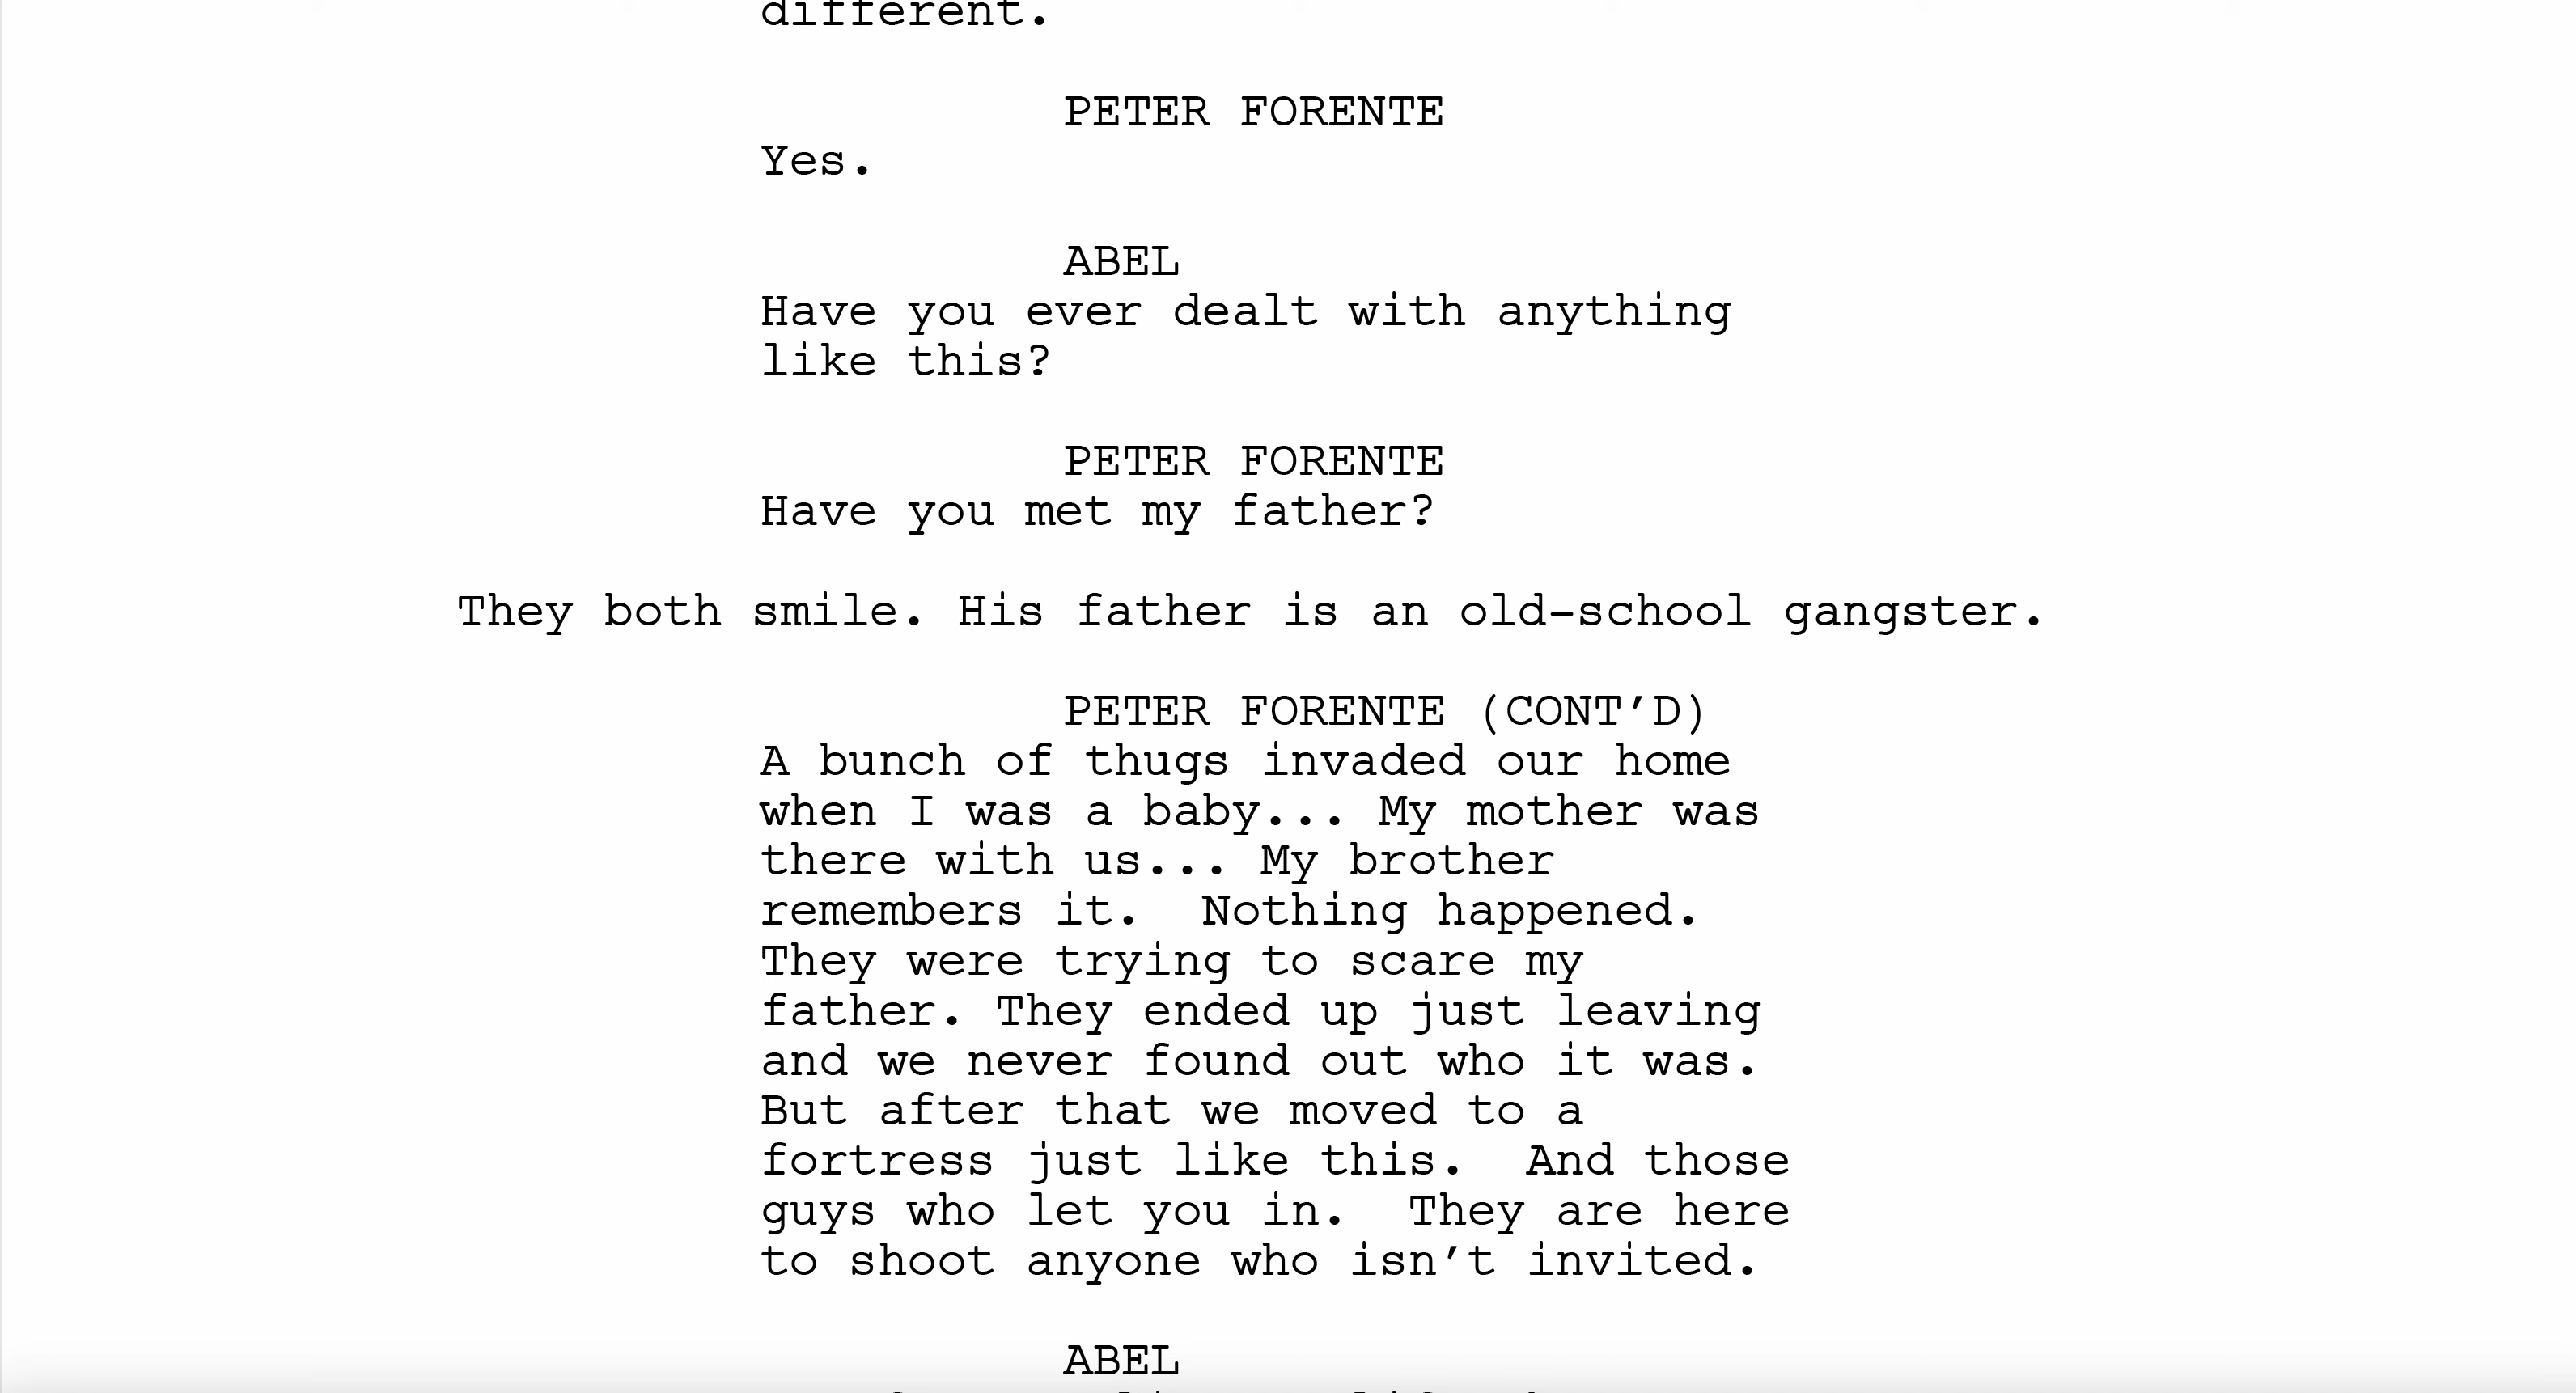 different.
PETER FORENTE
Yes.
ABEL
Have you ever dealt with anything
like this?
PETER FORENTE
Have you met my father?
They both smile. His father is an old-school gangster.
PETER FORENTE (CONT’D)
A bunch of thugs invaded our home
when I was a baby... My mother was
there with us... My brother
remembers it.  Nothing happened.
They were trying to scare my
father. They ended up just leaving
and we never found out who it was.
But after that we moved to a
fortress just like this.  And those
guys who let you in.  They are here
to shoot anyone who isn’t invited.
ABEL